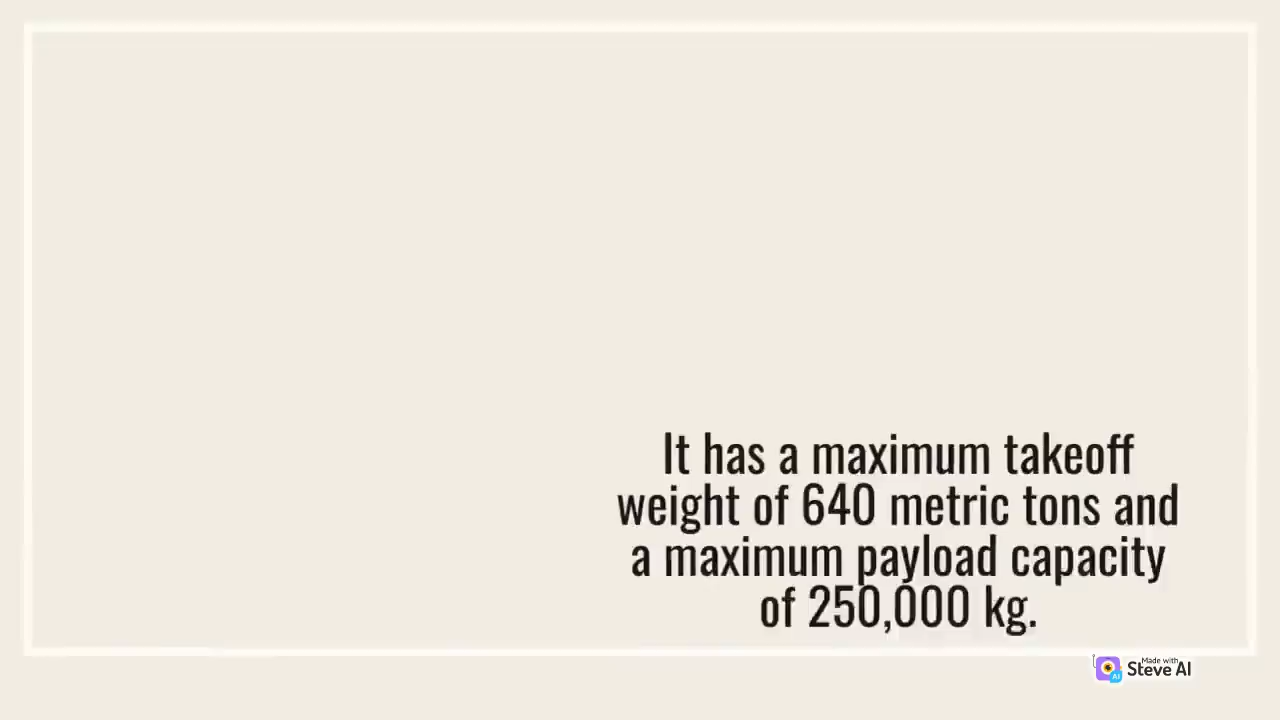 It has a maximum takeoff
weight of 640 metric tons and
a maximum payload capacity
of 250,000 kg.
Made with
Steve AI
AI